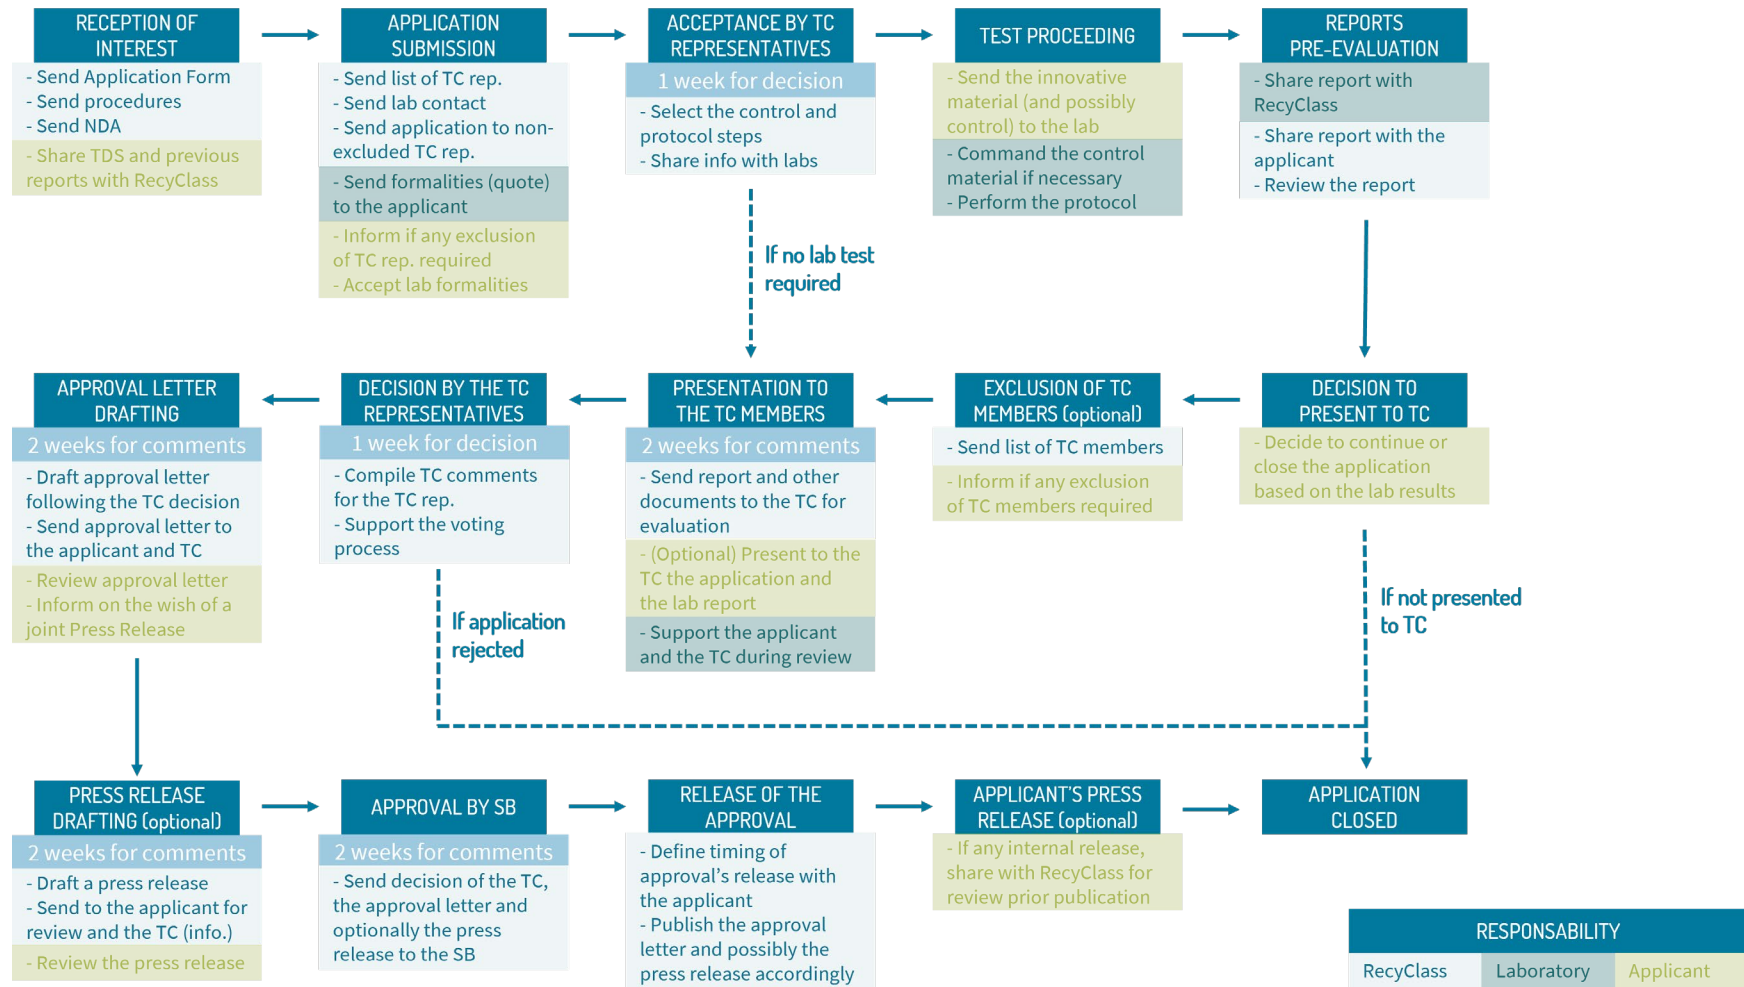 RECEPTION OF
INTEREST
- Send Application Form
- Send procedures
- Send NDA
- Share TDS and previous
reports with RecyClass
APPLICATION
SUBMISSION
- Send list of TC rep.
- Send lab contact
- Send application to non-
excluded TC rep.
- Send formalities (quote)
to the applicant
- Inform if any exclusion
of TC rep. required
- Accept lab formalities
ACCEPTANCE BY TC
REPRESENTATIVES
1 week for decision
- Select the control and
protocol steps
- Share info with labs
If no lab test
required
TEST PROCEEDING
- Send the innovative
material (and possibly
control) to the lab
- Command the control
material if necessary
- Perform the protocol
REPORTS
PRE-EVALUATION
- Share report with
RecyClass
- Share report with the
applicant
- Review the report
DECISION TO
PRESENT TO TC
- Decide to continue or
close the application
based on the lab results
If not presented
to TC
EXCLUSION OF TC
MEMBERS (optional)
- Send list of TC members
- Inform if any exclusion
of TC members required
PRESENTATION TO
THE TC MEMBERS
2 weeks for comments
- Send report and other
documents to the TC for
evaluation
- (Optional) Present to the
TC the application and
the lab report
- Support the applicant
and the TC during review
DECISION BY THE TC
REPRESENTATIVES
1 week for decision
- Compile TC comments
for the TC rep.
- Support the voting
process
If application
rejected
APPROVAL LETTER
DRAFTING
2 weeks for comments
- Draft approval letter
following the TC decision
- Send approval letter to
the applicant and TC
- Review approval letter
- Inform on the wish of a
joint Press Release
PRESS RELEASE
DRAFTING (optional)
2 weeks for comments
- Draft a press release
- Send to the applicant for
review and the TC (info.)
- Review the press release
APPROVAL BY SB
2 weeks for comments
- Send decision of the TC,
the approval letter and
optionally the press
release to the SB
RELEASE OF THE
APPROVAL
- Define timing of
approval's release with
the applicant
- Publish the approval
letter and possibly the
press release accordingly
APPLICANT'S PRESS
RELEASE (optional)
- If any internal release,
share with RecyClass for
review prior publication
APPLICATION
CLOSED
RESPONSABILITY
RecyClass
Laboratory
Applicant